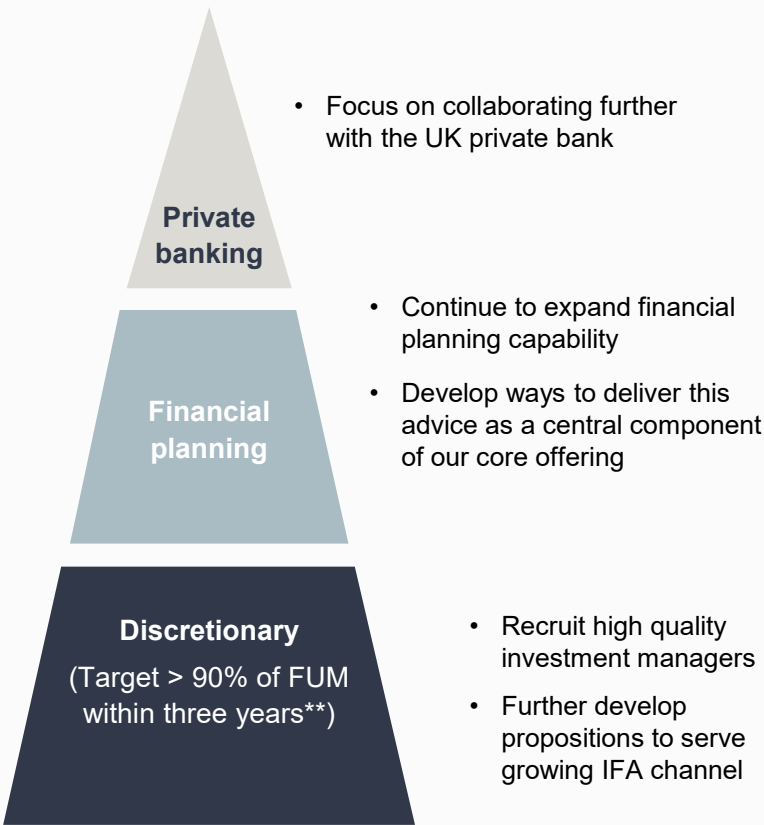 Private
banking
• Focus on collaborating further
with the UK private bank
Financial
planning
• Continue to expand financial
planning capability
• Develop ways to deliver this
advice as a central component
of our core offering
Discretionary
(Target > 90% of FUM
within three years**)
• Recruit high quality
investment managers
• Further develop
propositions to serve
growing IFA channel